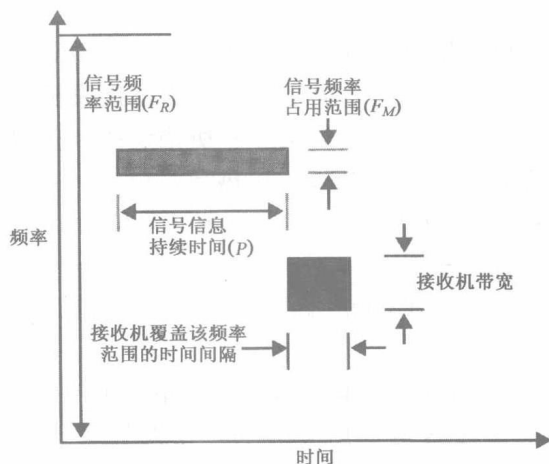 信号频
率范围(F_R)
信号频率
占用范围(F_M)
信号信息
持续时间(P)
频率
接收机带宽
接收机覆盖该频率
范围的时间间隔
时间